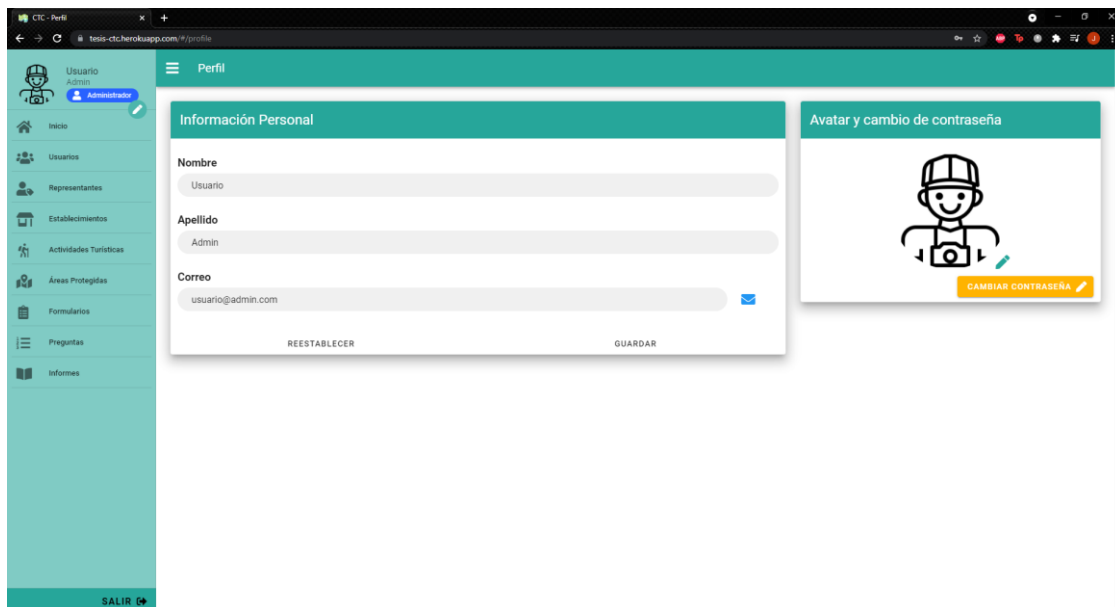 CTC - Perfil
tesis-ctc.herokuapp.com/#/profile
Usuario
Admin
Administrador
Inicio
Usuarios
Representantes
Establecimientos
Actividades Turísticas
Áreas Protegidas
Formularios
Preguntas
Informes
SALIR
Perfil
Información Personal
Nombre
Usuario
Apellido
Admin
Correo
usuario@admin.com
REESTABLECER GUARDAR
Avatar y cambio de contraseña
CAMBIAR CONTRASEÑA